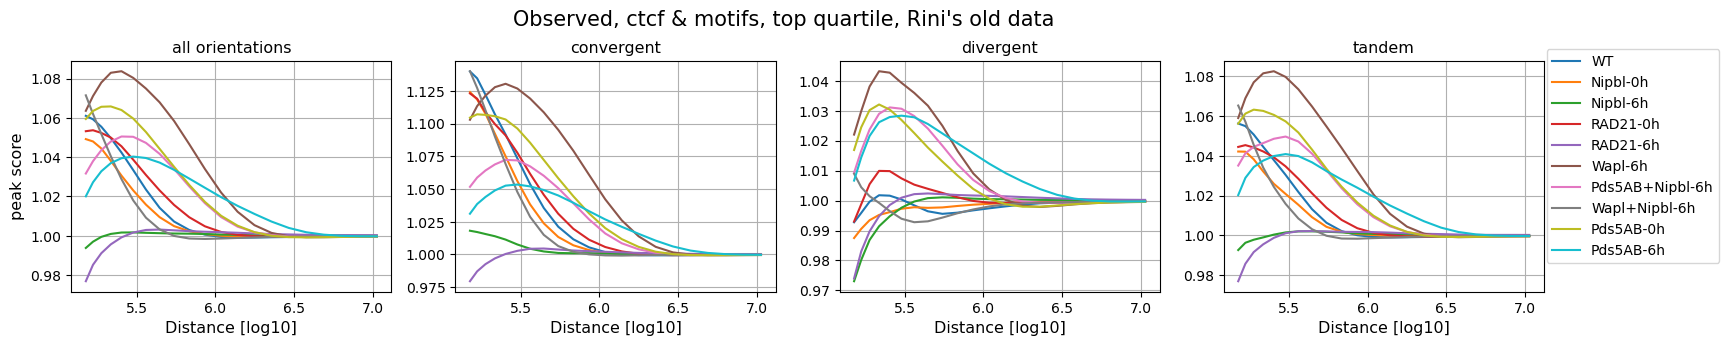 Observed, ctcf & motifs, top quartile, Rini's old data
all orientations
peak score
1.08
1.06
1.04
1.02
1.00
0.98
5.5
6.0
6.5
7.0
Distance [log10]
convergent
1.125
1.100
1.075
1.050
1.025
1.000
0.975
5.5
6.0
6.5
7.0
Distance [log10]
divergent
1.04
1.03
1.02
1.01
1.00
0.99
0.98
0.97
5.5
6.0
6.5
7.0
Distance [log10]
tandem
1.08
1.06
1.04
1.02
1.00
0.98
5.5
6.0
6.5
7.0
Distance [log10]
WT
Nipbl-0h
Nipbl-6h
RAD21-0h
RAD21-6h
Wapl-6h
Pds5AB+Nipbl-6h
Wapl+Nipbl-6h
Pds5AB-0h
Pds5AB-6h